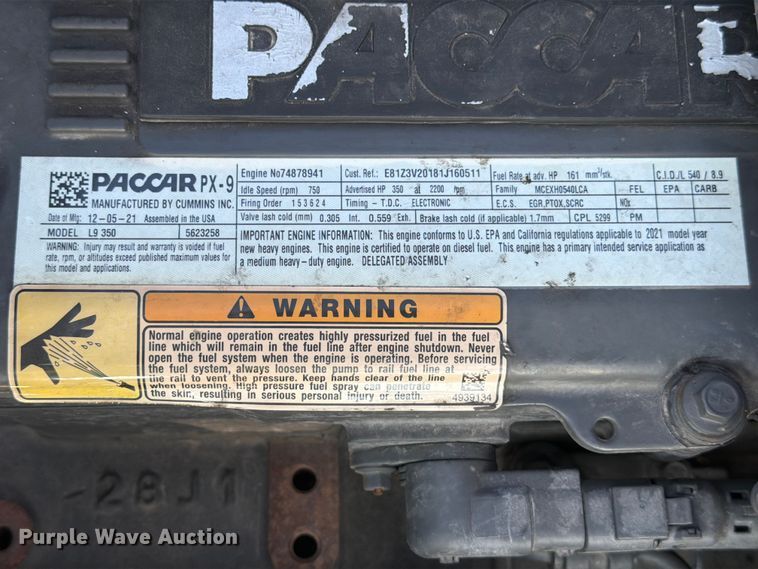 PACCAR
PACCAR PX-9
MANUFACTURED BY CUMMINS INC.
Date of Mfg: 12-05-21 Assembled in the USA
MODEL L9 350 5623258
Injury may result and warranty is voided if fuel
rate, rpm, or altitudes exceed published maximum values for
this model and applications.
Engine No 74878941 Cust. Ref. E81Z3V20181J160511 Fuel Rate at adv. HP 161 mm³/stk. C.I.D./L 540 / 8.9
Idle Speed (rpm) 750 Advertised HP 350 at 2200 rpm Family MCEXH0540LCA FEL EPA CARB
Firing Order 153624 Timing - T.D.C. ELECTRONIC E.C.S. EGR,PTOX,SCRC NOx
Valve lash cold (mm) 0.305 Int. 0.559 Exh. Brake lash cold (if applicable) 1.7mm CPL 5299 PM
IMPORTANT ENGINE INFORMATION: This engine conforms to U.S. EPA and California regulations applicable to 2021 model year
new heavy engines. This engine is certified to operate on diesel fuel. This engine has a primary intended service application as
a medium heavy-duty engine. DELEGATED ASSEMBLY
WARNING
Normal engine operation creates highly pressurized fuel in the fuel
line which will remain in the fuel line after engine shutdown. Never
open the fuel system when the engine is operating. Before servicing
the fuel system, always loosen the pump to rail fuel line at
the rail to vent the pressure. Keep hands clear of the line
when loosening. High pressure fuel spray can penetrate
the skin, resulting in serious personal injury or death.
4939134
-28J1
Purple Wave Auction